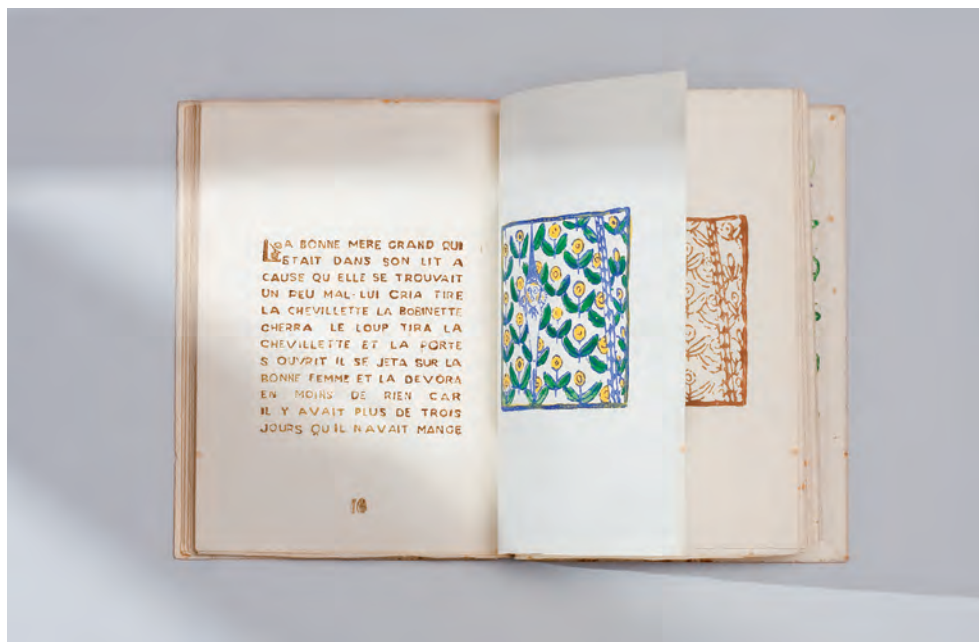 LA BONNE MERE GRAND QUI
ETAIT DANS SON LIT A
CAUSE QU ELLE SE TROUVAIT
UN PEU MAL-LUI CRIA TIRE
LA CHEVILLETTE LA BOBINETTE
CHERRA LE LOUP TIRA LA
CHEVILLETTE ET LA PORTE
S OUVRIT IL SE JETA SUR LA
BONNE FEMME ET LA DEVORA
EN MOINS DE RIEN CAR
IL Y AVAIT PLUS DE TROIS
JOURS QU IL N AVAIT MANGE